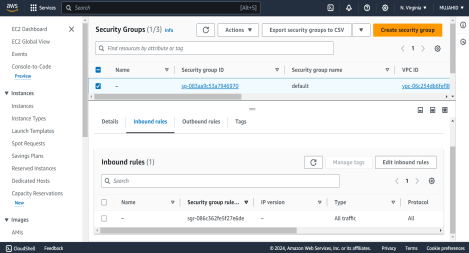 aws
Services
Search
[Alt+S]
N. Virginia ▼
MUJAHID ▼
EC2 Dashboard
EC2 Global View
Events
Console-to-Code
Preview
Instances
Instances
Instance Types
Launch Templates
Spot Requests
Savings Plans
Reserved Instances
Dedicated Hosts
Capacity Reservations
New
Images
AMIs
Security Groups (1/3) Info
Actions ▼
Export security groups to CSV
Create security group
Find resources by attribute or tag
1
Name
Security group ID
Security group name
VPC ID
–
sg-083aa9c53a7946970
default
Details
Inbound rules
Outbound rules
Tags
Inbound rules (1)
Manage tags
Edit inbound rules
Search
1
Name
Security group rule...
IP version
Type
Protocol
–
sgr-086c362fe5f27e6de
–
All traffic
All
CloudShell
Feedback
© 2024, Amazon Web Services, Inc. or its affiliates.
Privacy
Terms
Cookie preferences